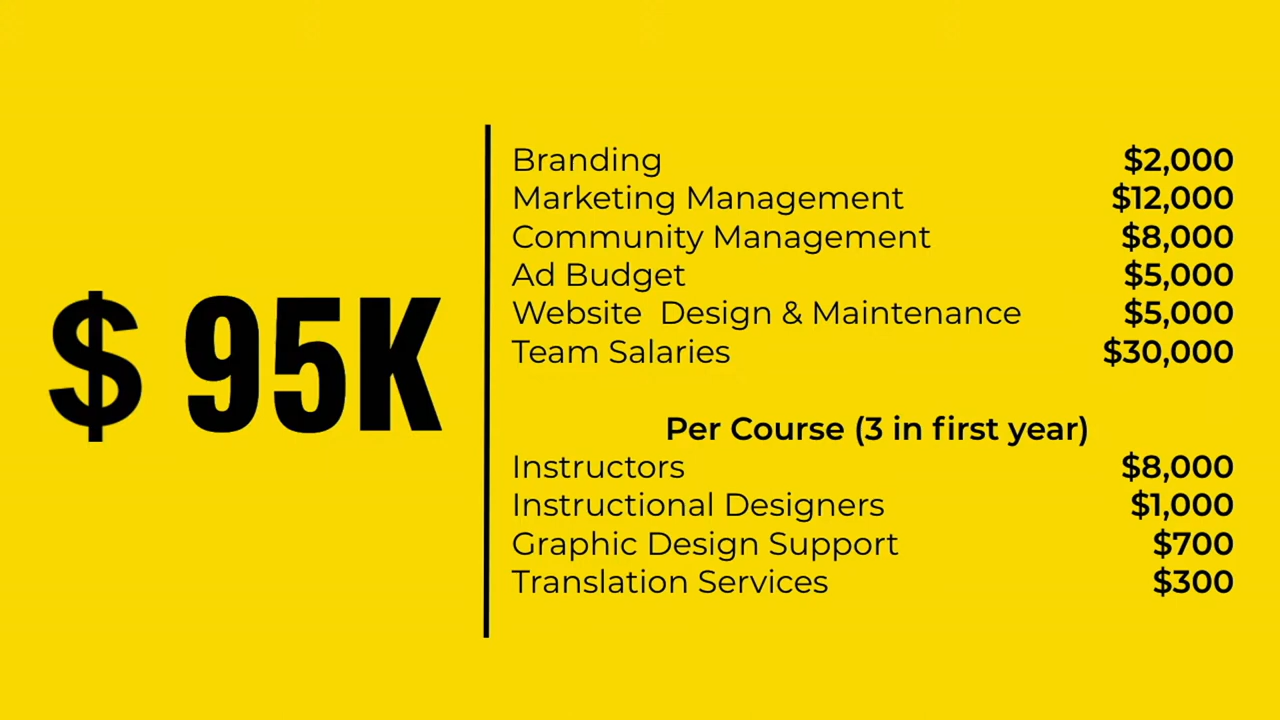 $ 95K
Branding $2,000
Marketing Management $12,000
Community Management $8,000
Ad Budget $5,000
Website Design & Maintenance $5,000
Team Salaries $30,000
Per Course (3 in first year)
Instructors $8,000
Instructional Designers $1,000
Graphic Design Support $700
Translation Services $300